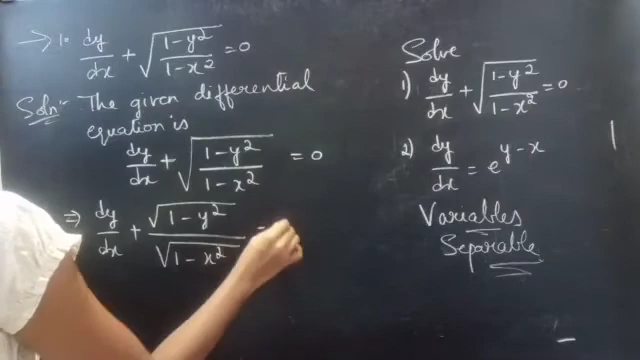 → 1. dy/dx + √(1-y²/1-x²) = 0
Soln:- The given differential
equation is
dy/dx + √(1-y²/1-x²) = 0
⇒ dy/dx + √(1-y²)/√(1-x²) =
Solve
1) dy/dx + √(1-y²/1-x²) = 0
2) dy/dx = e^(y-x)
Variables
Separable